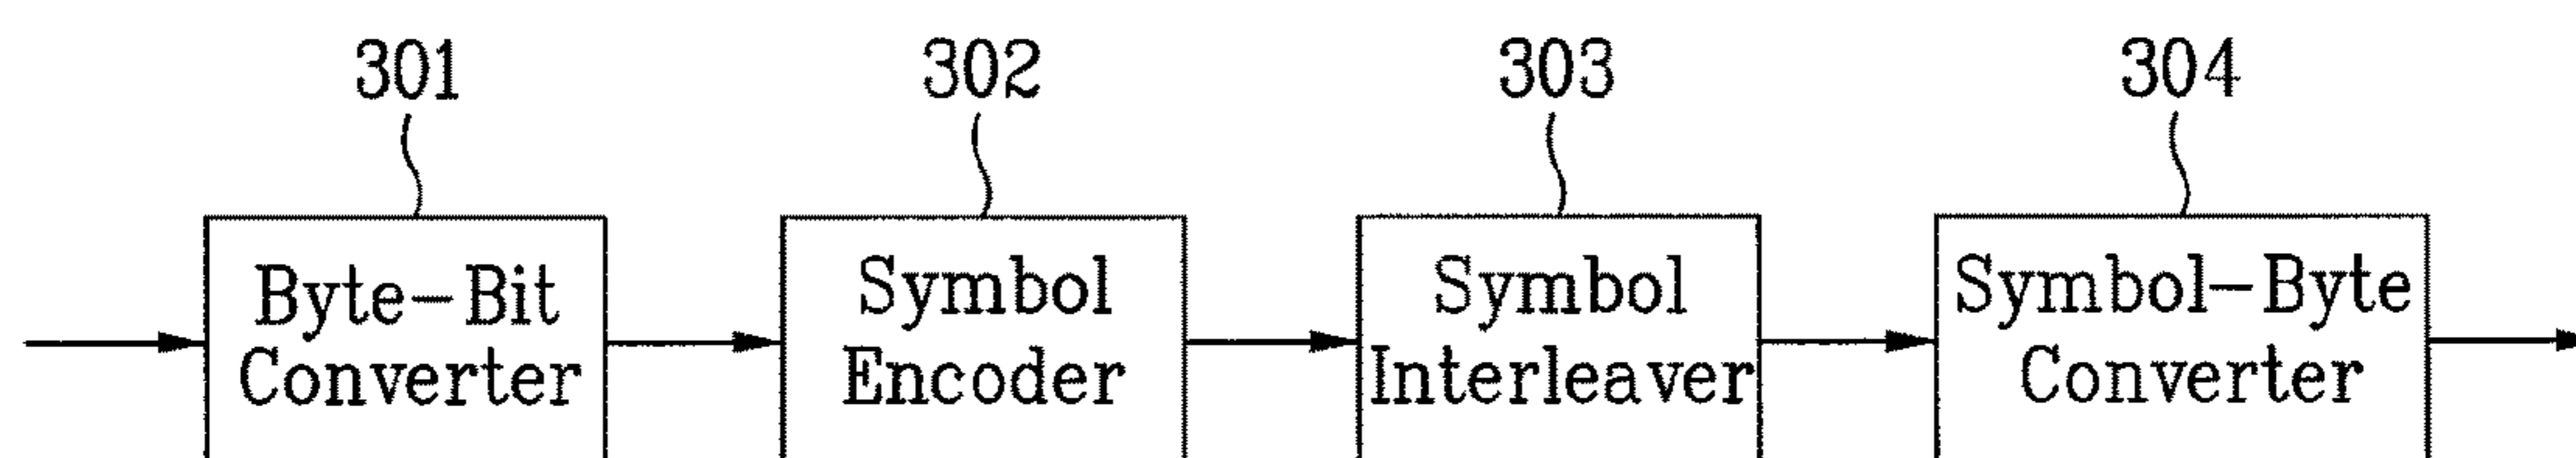 301 302 303 304
Byte-Bit Symbol Symbol Symbol-Byte
Converter Encoder Interleaver Converter